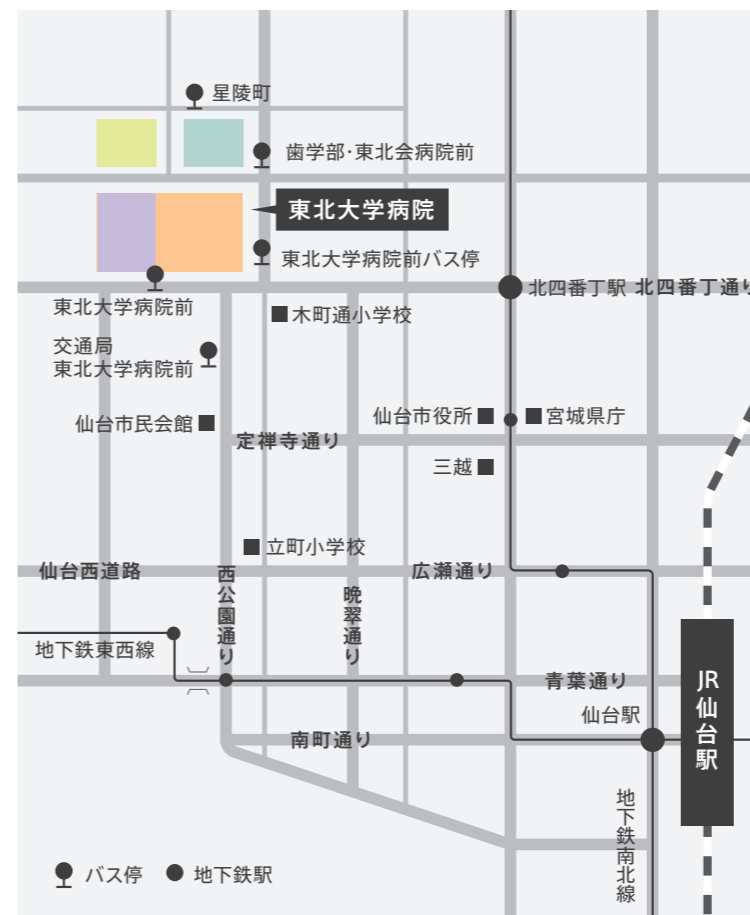 星陵町
歯学部·東北会病院前
東北大学病院
東北大学病院前バス停
北四番丁駅
北四番丁通り
東北大学病院前
木町通小学校
交通局
東北大学病院前
仙台市民会館
仙台市役所
宮城県庁
定禅寺通り
三越
立町小学校
仙台西道路
西公園通り
晩翠通り
広瀬通り
地下鉄東西線
青葉通り
JR仙台駅
仙台駅
南町通り
地下鉄南北線
バス停
地下鉄駅